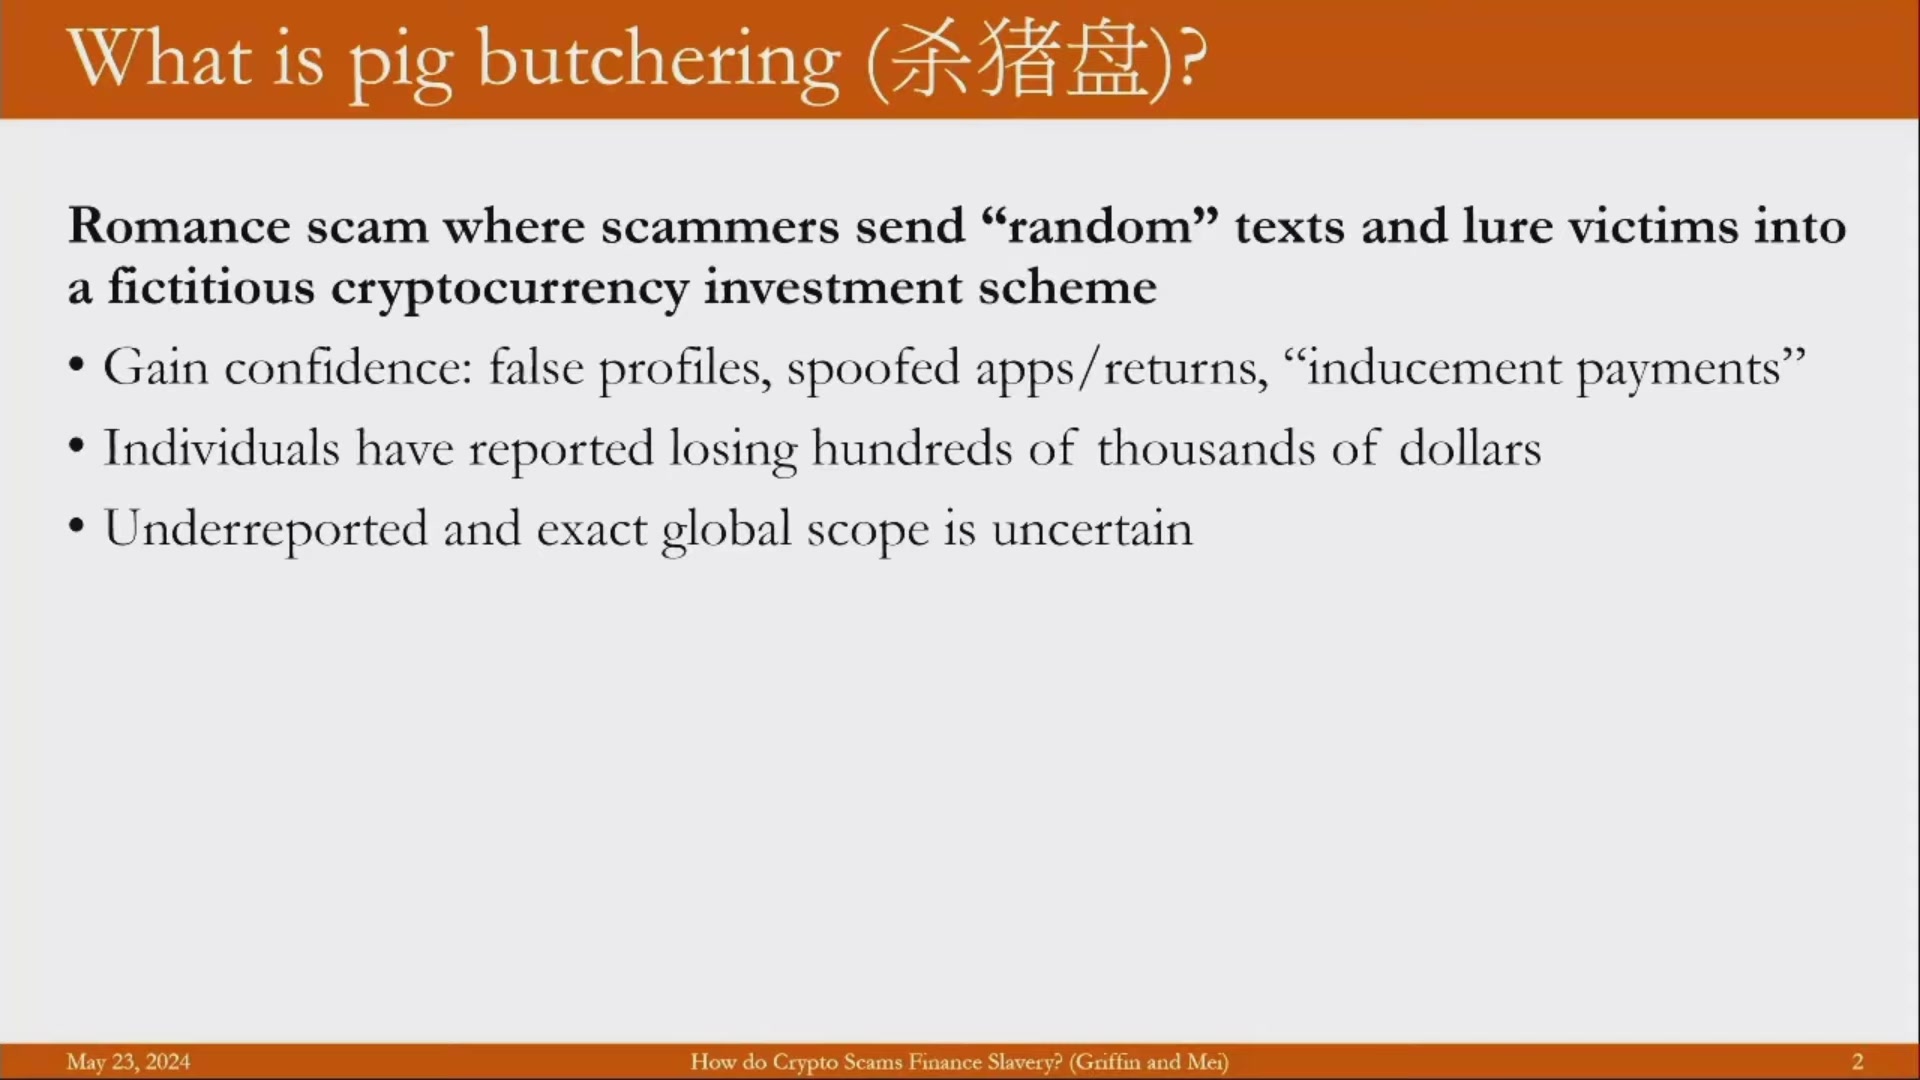 What is pig butchering (杀猪盘)?
Romance scam where scammers send “random” texts and lure victims into
a fictitious cryptocurrency investment scheme
• Gain confidence: false profiles, spoofed apps/returns, “inducement payments”
• Individuals have reported losing hundreds of thousands of dollars
• Underreported and exact global scope is uncertain
May 23, 2024
How do Crypto Scams Finance Slavery? (Griffin and Mei)
2